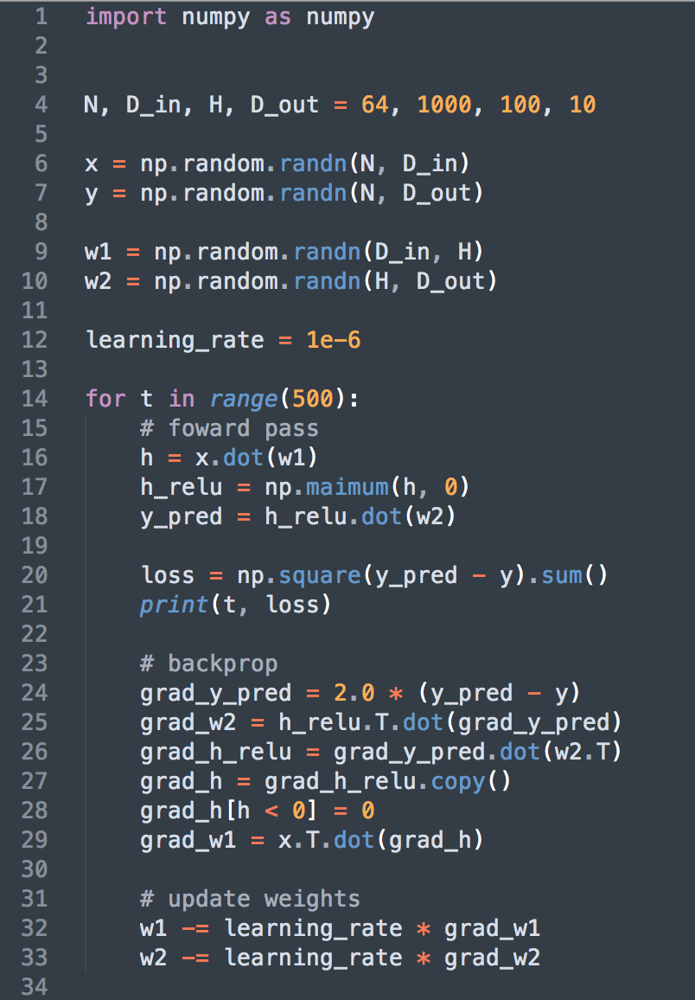 1 import numpy as numpy
2
3
4 N, D_in, H, D_out = 64, 1000, 100, 10
5
6 x = np.random.randn(N, D_in)
7 y = np.random.randn(N, D_out)
8
9 w1 = np.random.randn(D_in, H)
10 w2 = np.random.randn(H, D_out)
11
12 learning_rate = 1e-6
13
14 for t in range(500):
15     # foward pass
16     h = x.dot(w1)
17     h_relu = np.maimum(h, 0)
18     y_pred = h_relu.dot(w2)
19
20     loss = np.square(y_pred - y).sum()
21     print(t, loss)
22
23     # backprop
24     grad_y_pred = 2.0 * (y_pred - y)
25     grad_w2 = h_relu.T.dot(grad_y_pred)
26     grad_h_relu = grad_y_pred.dot(w2.T)
27     grad_h = grad_h_relu.copy()
28     grad_h[h < 0] = 0
29     grad_w1 = x.T.dot(grad_h)
30
31     # update weights
32     w1 -= learning_rate * grad_w1
33     w2 -= learning_rate * grad_w2
34